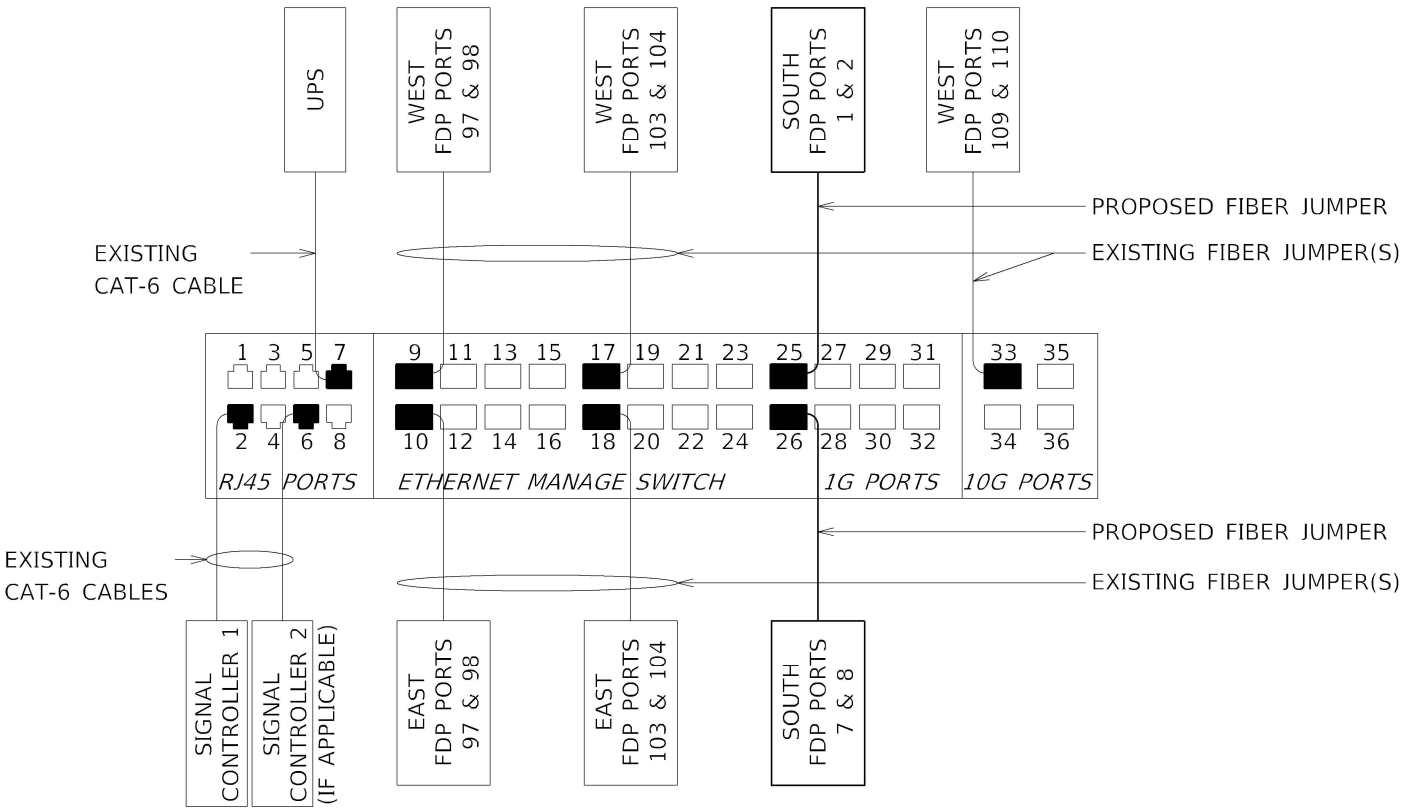 UPS
WEST
FDP PORTS
97 & 98
WEST
FDP PORTS
103 & 104
SOUTH
FDP PORTS
1 & 2
WEST
FDP PORTS
109 & 110
PROPOSED FIBER JUMPER
EXISTING
CAT-6 CABLE
EXISTING FIBER JUMPER(S)
1 3 5 7 9 11 13 15 17 19 21 23 25 27 29 31 33 35
2 4 6 8 10 12 14 16 18 20 22 24 26 28 30 32 34 36
RJ45 PORTS ETHERNET MANAGE SWITCH 1G PORTS 10G PORTS
PROPOSED FIBER JUMPER
EXISTING
CAT-6 CABLES
EXISTING FIBER JUMPER(S)
SIGNAL
CONTROLLER 1
SIGNAL
CONTROLLER 2
(IF APPLICABLE)
EAST
FDP PORTS
97 & 98
EAST
FDP PORTS
103 & 104
SOUTH
FDP PORTS
7 & 8